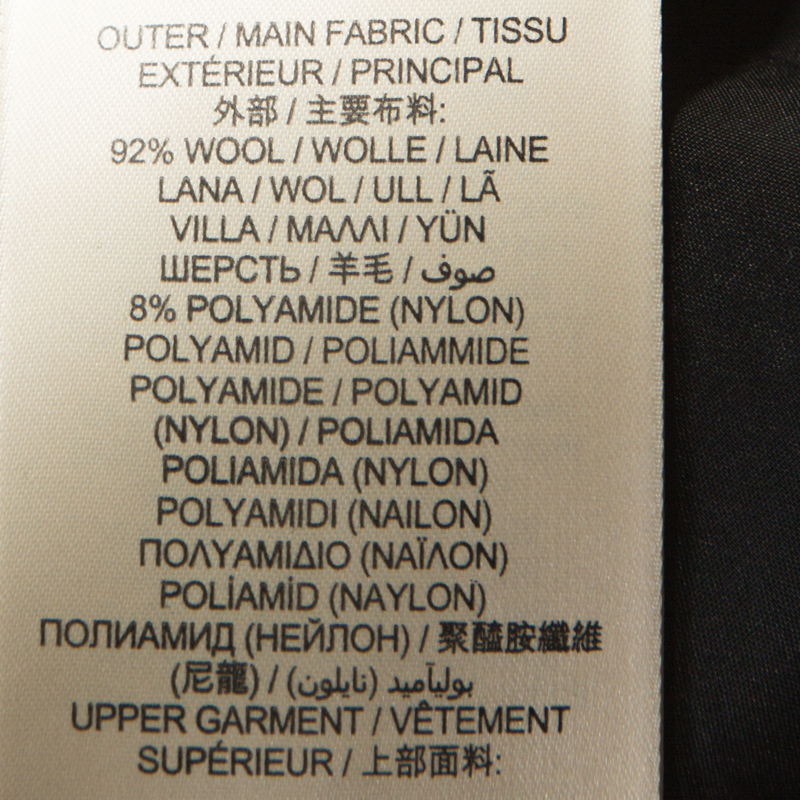 OUTER / MAIN FABRIC / TISSU
EXTÉRIEUR / PRINCIPAL
外部 / 主要布料:
92% WOOL / WOLLE / LAINE
LANA / WOL / ULL / LÃ
VILLA / ΜΑΛΛΙ / YÜN
ШЕРСТЬ / 羊毛 / صوف
8% POLYAMIDE (NYLON)
POLYAMID / POLIAMMIDE
POLYAMIDE / POLYAMID
(NYLON) / POLIAMIDA
POLIAMIDA (NYLON)
POLYAMIDI (NAILON)
ΠΟΛΥΑΜΙΔΙΟ (ΝΑΪΛΟΝ)
POLİAMİD (NAYLON)
ПОЛИАМИД (НЕЙЛОН) / 聚醯胺纖維
(尼龍) / بوليآميد (نايلون)
UPPER GARMENT / VÊTEMENT
SUPÉRIEUR / 上部面料: